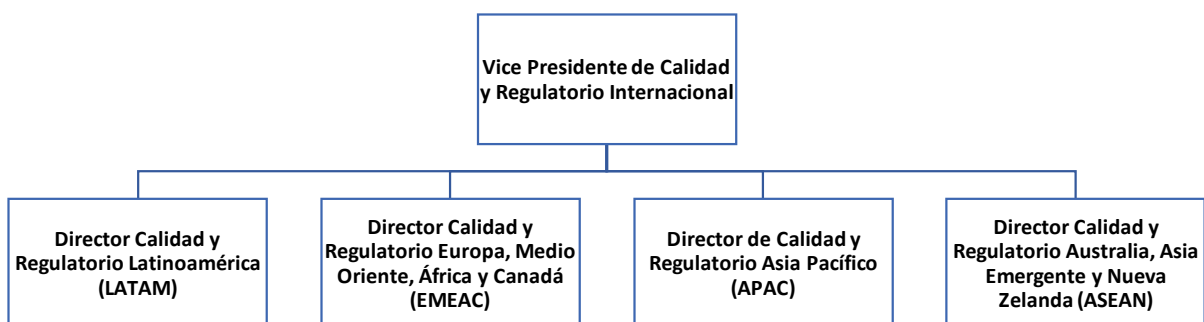 Vice Presidente de Calidad
y Regulatorio Internacional
Director Calidad y
Regulatorio Latinoamérica
(LATAM)
Director Calidad y
Regulatorio Europa, Medio
Oriente, África y Canadá
(EMEAC)
Director de Calidad y
Regulatorio Asia Pacífico
(APAC)
Director Calidad y
Regulatorio Australia, Asia
Emergente y Nueva
Zelanda (ASEAN)